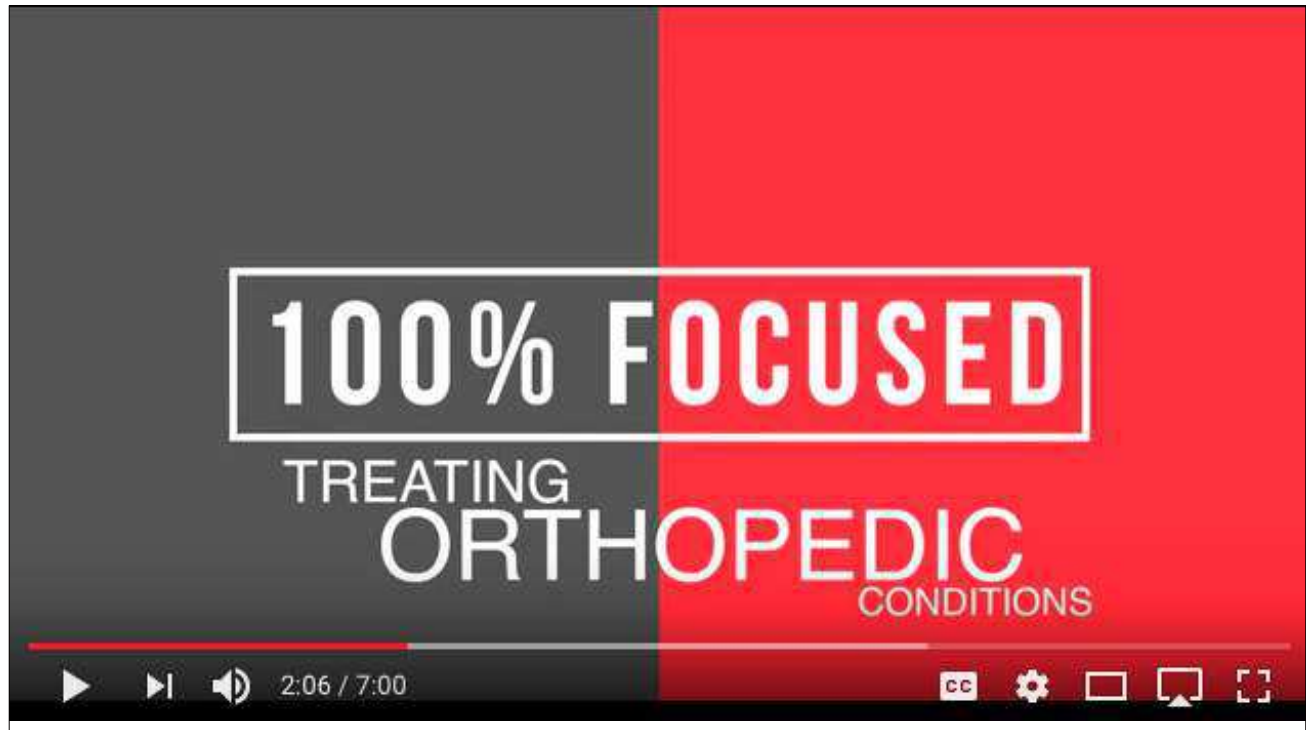 100% FOCUSED
TREATING
ORTHOPEDIC
CONDITIONS
2:06 / 7:00
CC